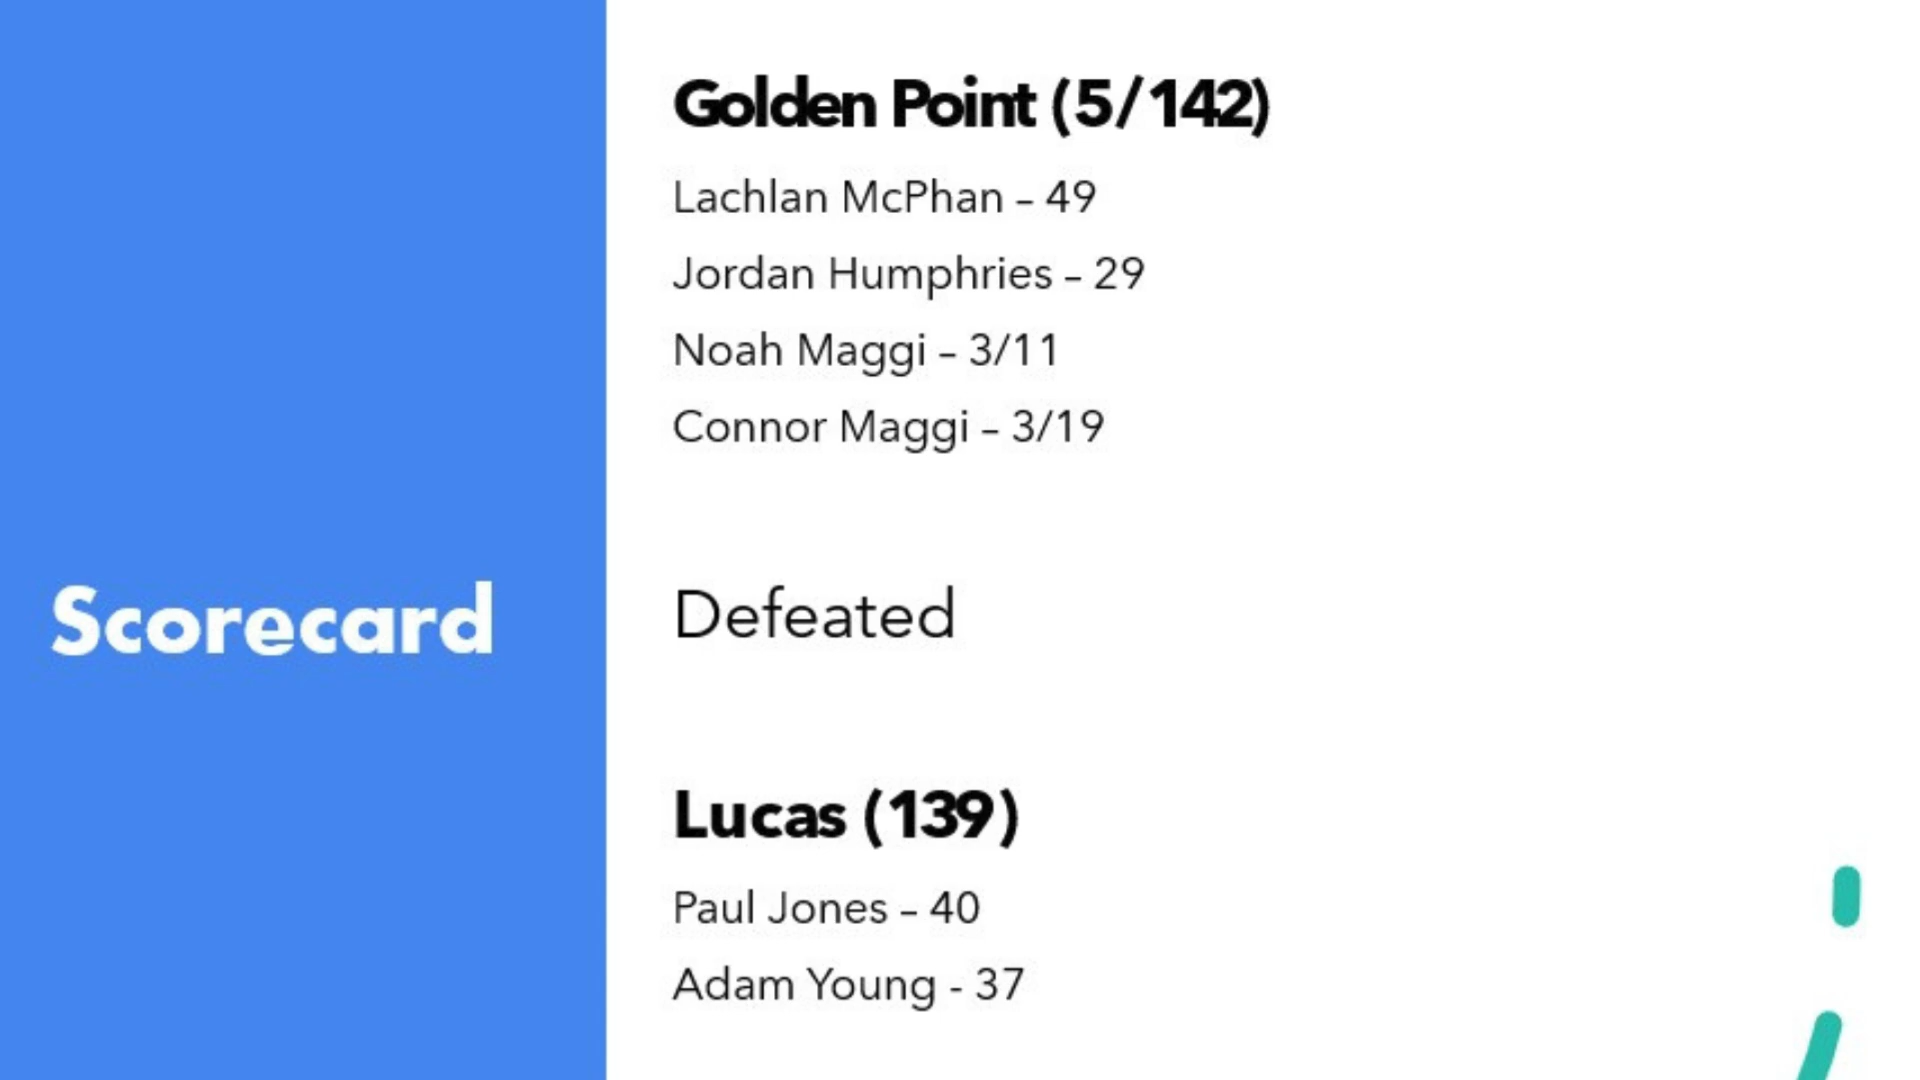 Scorecard
Golden Point (5/142)
Lachlan McPhan – 49
Jordan Humphries – 29
Noah Maggi – 3/11
Connor Maggi – 3/19
Defeated
Lucas (139)
Paul Jones – 40
Adam Young - 37